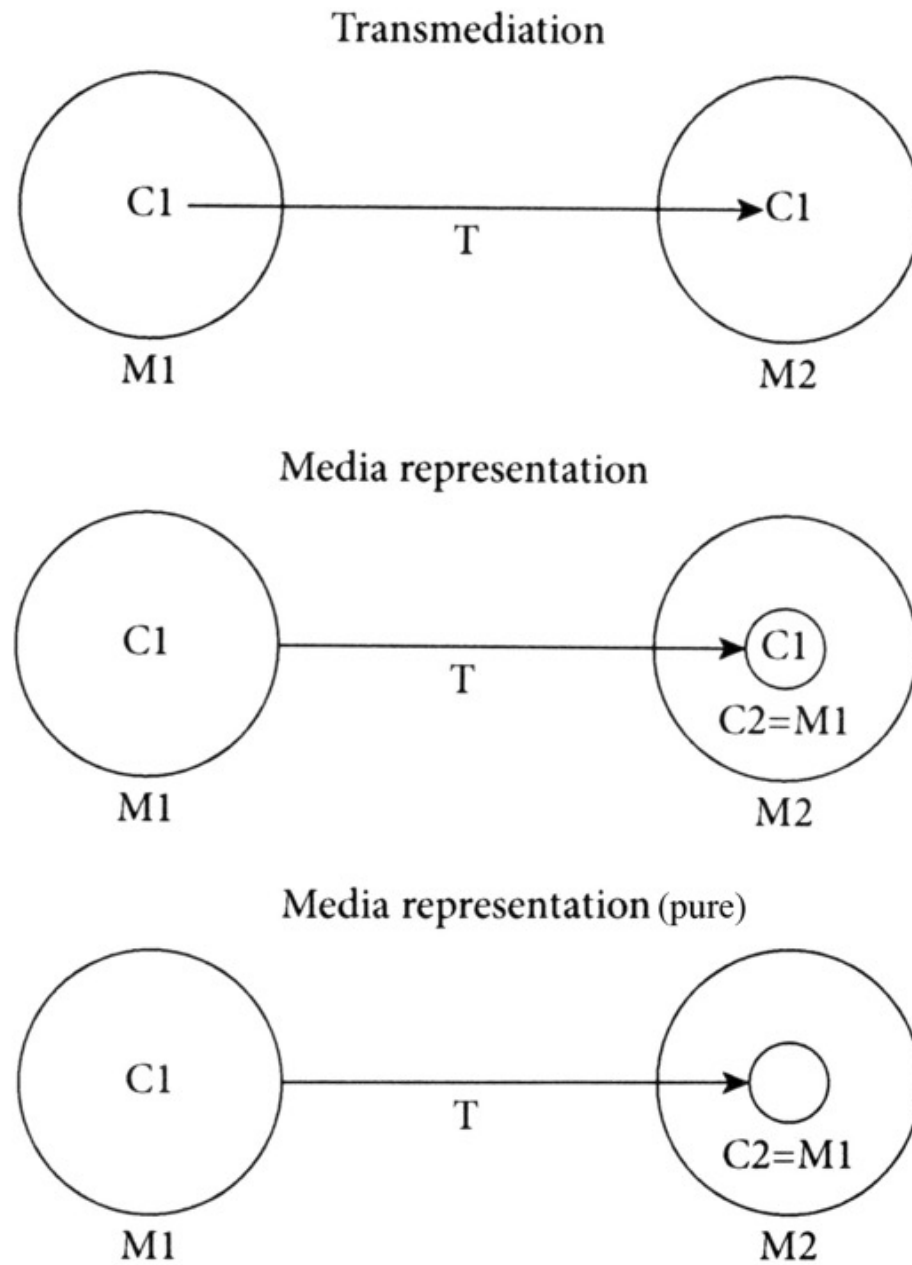 Transmediation
C1
C1
T
M1
M2
Media representation
C1
C1
T
C2=M1
M1
M2
Media representation (pure)
C1
T
C2=M1
M1
M2